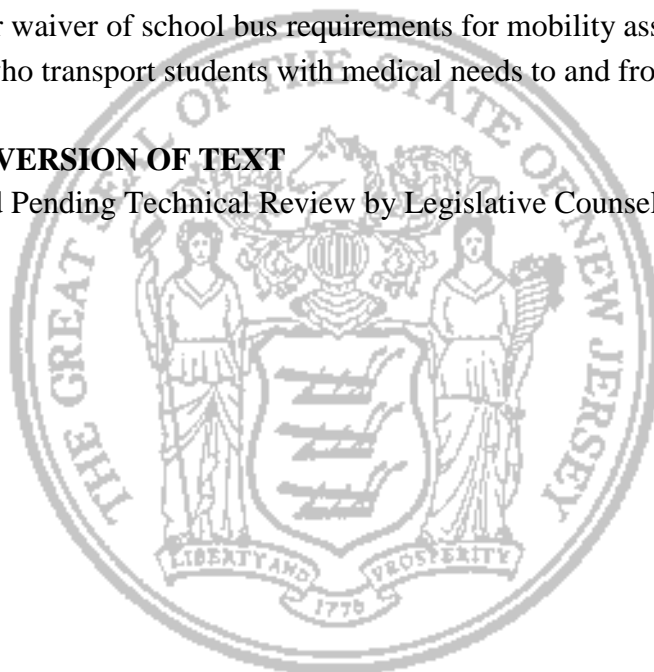 r waiver of school bus requirements for mobility ass
ho transport students with medical needs to and fro
VERSION OF TEXT
d Pending Technical Review by Legislative Counsel
THE GREAT SEAL OF THE STATE OF NEW JERSEY
LIBERTY AND PROSPERITY
1776